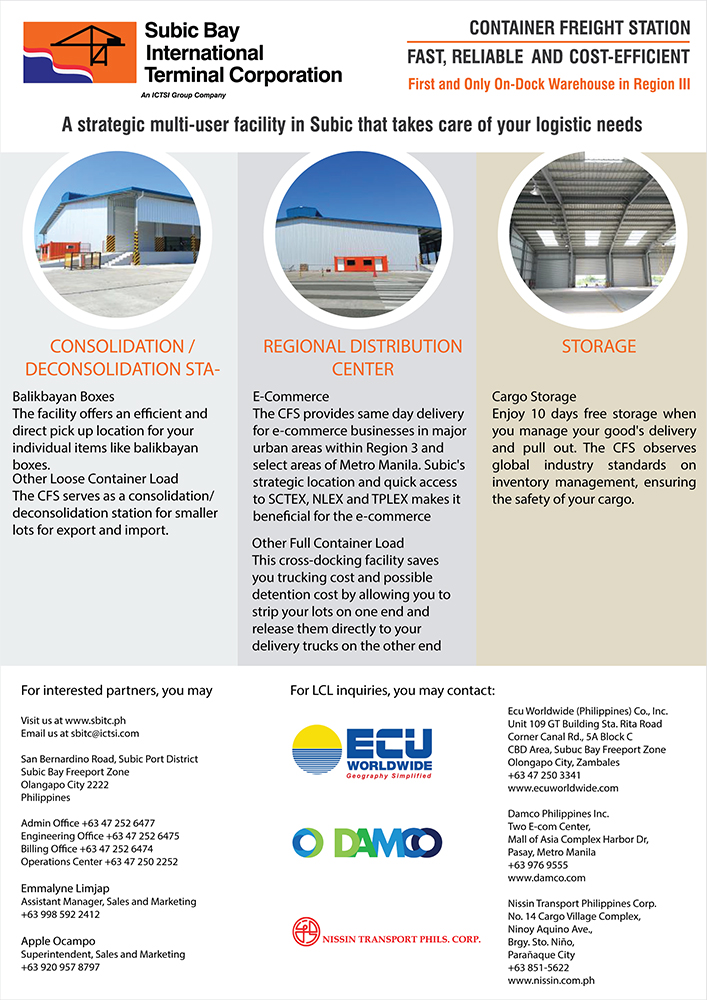 Subic Bay
International
Terminal Corporation
An ICTSI Group Company
CONTAINER FREIGHT STATION
FAST, RELIABLE AND COST-EFFICIENT
First and Only On-Dock Warehouse in Region III
A strategic multi-user facility in Subic that takes care of your logistic needs
CONSOLIDATION /
DECONSOLIDATION STA-
Balikbayan Boxes
The facility offers an efficient and
direct pick up location for your
individual items like balikbayan
boxes.
Other Loose Container Load
The CFS serves as a consolidation/
deconsolidation station for smaller
lots for export and import.
REGIONAL DISTRIBUTION
CENTER
E-Commerce
The CFS provides same day delivery
for e-commerce businesses in major
urban areas within Region 3 and
select areas of Metro Manila. Subic's
strategic location and quick access
to SCTEX, NLEX and TPLEX makes it
beneficial for the e-commerce
Other Full Container Load
This cross-docking facility saves
you trucking cost and possible
detention cost by allowing you to
strip your lots on one end and
release them directly to your
delivery trucks on the other end
STORAGE
Cargo Storage
Enjoy 10 days free storage when
you manage your good's delivery
and pull out. The CFS observes
global industry standards on
inventory management, ensuring
the safety of your cargo.
For interested partners, you may
Visit us at www.sbitc.ph
Email us at sbitc@ictsi.com
San Bernardino Road, Subic Port District
Subic Bay Freeport Zone
Olangapo City 2222
Philippines
Admin Office +63 47 252 6477
Engineering Office +63 47 252 6475
Billing Office +63 47 252 6474
Operations Center +63 47 250 2252
Emmalyne Limjap
Assistant Manager, Sales and Marketing
+63 998 592 2412
Apple Ocampo
Superintendent, Sales and Marketing
+63 920 957 8797
For LCL inquiries, you may contact:
ECU
WORLDWIDE
Geography Simplified
Ecu Worldwide (Philippines) Co., Inc.
Unit 109 GT Building Sta. Rita Road
Corner Canal Rd., 5A Block C
CBD Area, Subuc Bay Freeport Zone
Olongapo City, Zambales
+63 47 250 3341
www.ecuworldwide.com
DAMCO
Damco Philippines Inc.
Two E-com Center,
Mall of Asia Complex Harbor Dr,
Pasay, Metro Manila
+63 976 9555
www.damco.com
NISSIN TRANSPORT PHILS. CORP.
Nissin Transport Philippines Corp.
No. 14 Cargo Village Complex,
Ninoy Aquino Ave.,
Brgy. Sto. Niño,
Parañaque City
+63 851-5622
www.nissin.com.ph